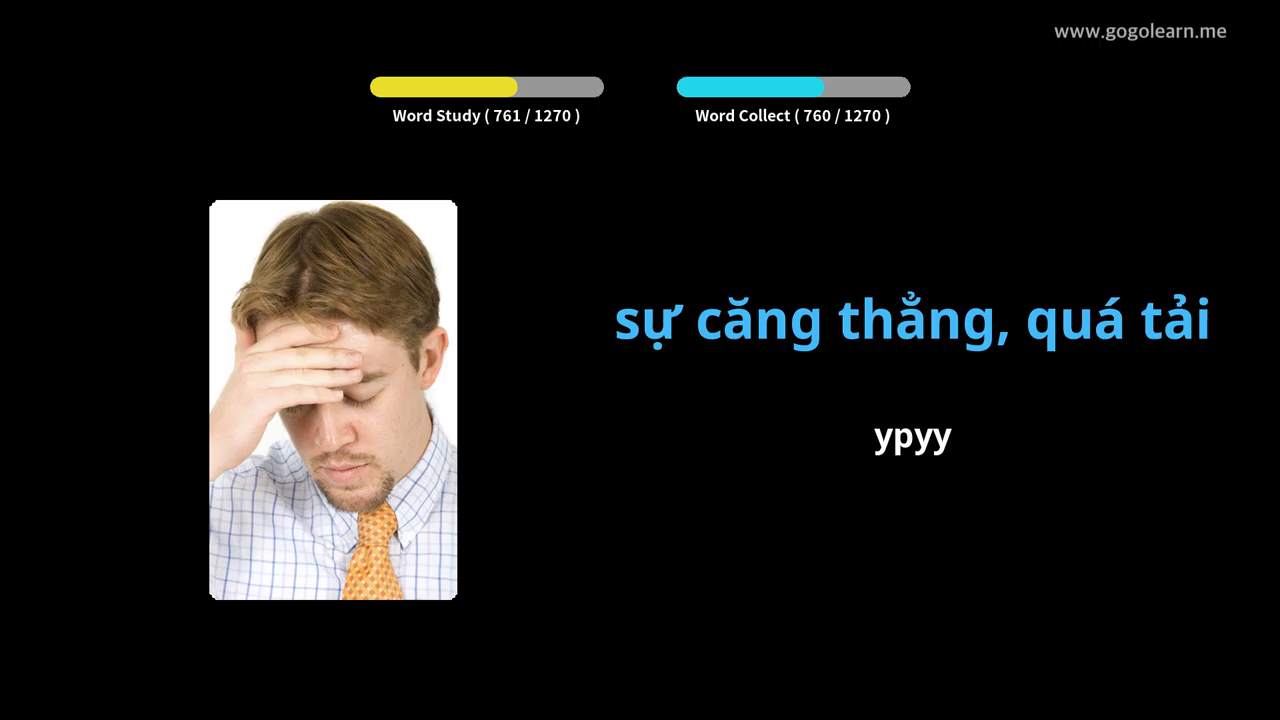 www.gogolearn.me
Word Study ( 761 / 1270 )
Word Collect ( 760 / 1270 )
sự căng thẳng, quá tải
ypyy